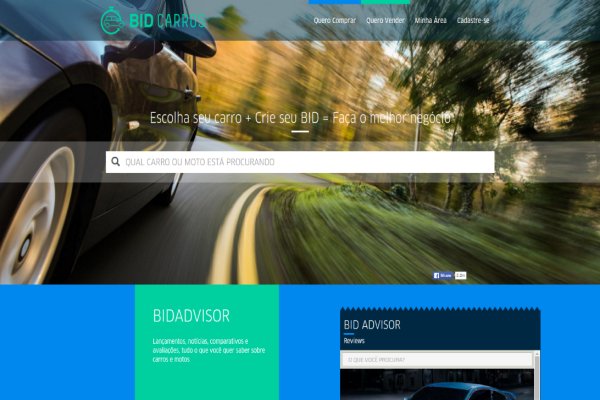 BID CARROS
Quero Comprar Quero Vender Minha Área Cadastre-se
Escolha seu carro + Crie seu BID = Faça o melhor negócio
QUAL CARRO OU MOTO ESTÁ PROCURANDO
BIDADVISOR
Lançamentos, notícias, comparativos e
avaliações, tudo o que você quer saber sobre
carros e motos
BID ADVISOR
Reviews
O QUE VOCÊ PROCURA?